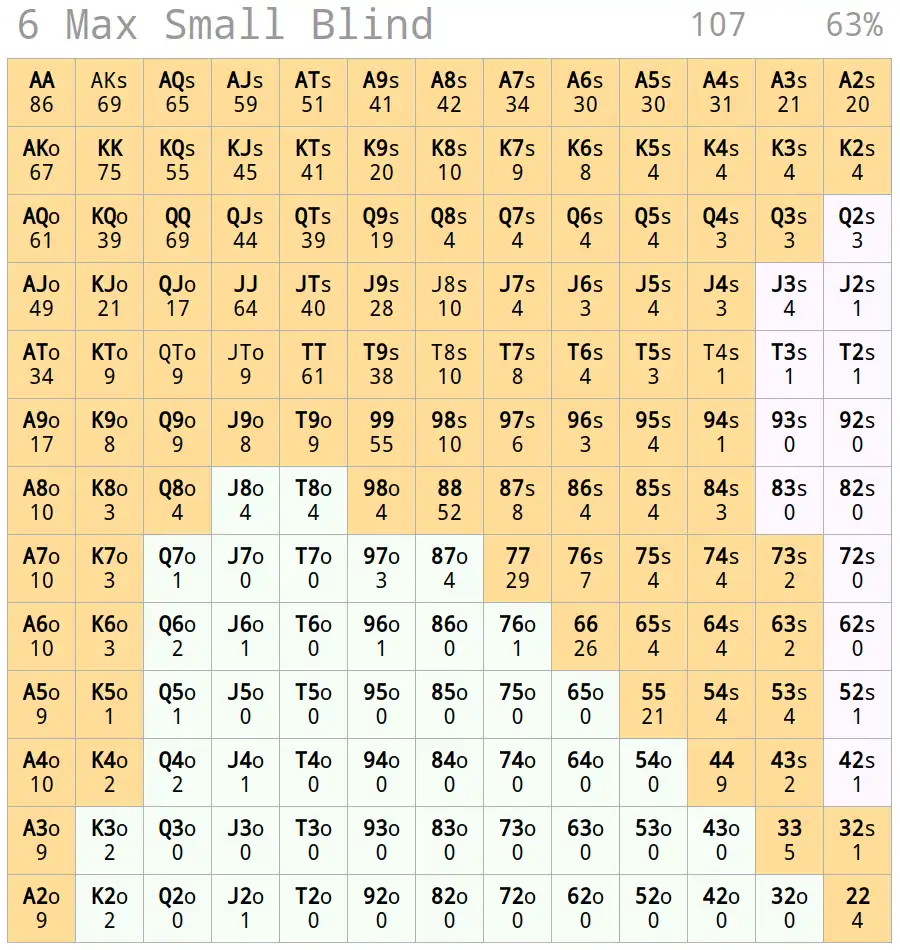 6 Max Small Blind 107 63%
AA AKs AQs AJs ATs A9s A8s A7s A6s A5s A4s A3s A2s
86 69 65 59 51 41 42 34 30 30 31 21 20
AKo KK KQs KJs KTs K9s K8s K7s K6s K5s K4s K3s K2s
67 75 55 45 41 20 10 9 8 4 4 4 4
AQo KQo QQ QJs QTs Q9s Q8s Q7s Q6s Q5s Q4s Q3s Q2s
61 39 69 44 39 19 4 4 4 4 3 3 3
AJo KJo QJo JJ JTs J9s J8s J7s J6s J5s J4s J3s J2s
49 21 17 64 40 28 10 4 3 4 3 4 1
ATo KTo QTo JTo TT T9s T8s T7s T6s T5s T4s T3s T2s
34 9 9 9 61 38 10 8 4 3 1 1 1
A9o K9o Q9o J9o T9o 99 98s 97s 96s 95s 94s 93s 92s
17 8 9 8 9 55 10 6 3 4 1 0 0
A8o K8o Q8o J8o T8o 98o 88 87s 86s 85s 84s 83s 82s
10 3 4 4 4 4 52 8 4 4 3 0 0
A7o K7o Q7o J7o T7o 97o 87o 77 76s 75s 74s 73s 72s
10 3 1 0 0 3 4 29 7 4 4 2 0
A6o K6o Q6o J6o T6o 96o 86o 76o 66 65s 64s 63s 62s
10 3 2 1 0 1 0 1 26 4 4 2 0
A5o K5o Q5o J5o T5o 95o 85o 75o 65o 55 54s 53s 52s
9 1 1 0 0 0 0 0 0 21 4 4 1
A4o K4o Q4o J4o T4o 94o 84o 74o 64o 54o 44 43s 42s
10 2 2 1 0 0 0 0 0 0 9 2 1
A3o K3o Q3o J3o T3o 93o 83o 73o 63o 53o 43o 33 32s
9 2 0 0 0 0 0 0 0 0 0 5 1
A2o K2o Q2o J2o T2o 92o 82o 72o 62o 52o 42o 32o 22
9 2 0 1 0 0 0 0 0 0 0 0 4